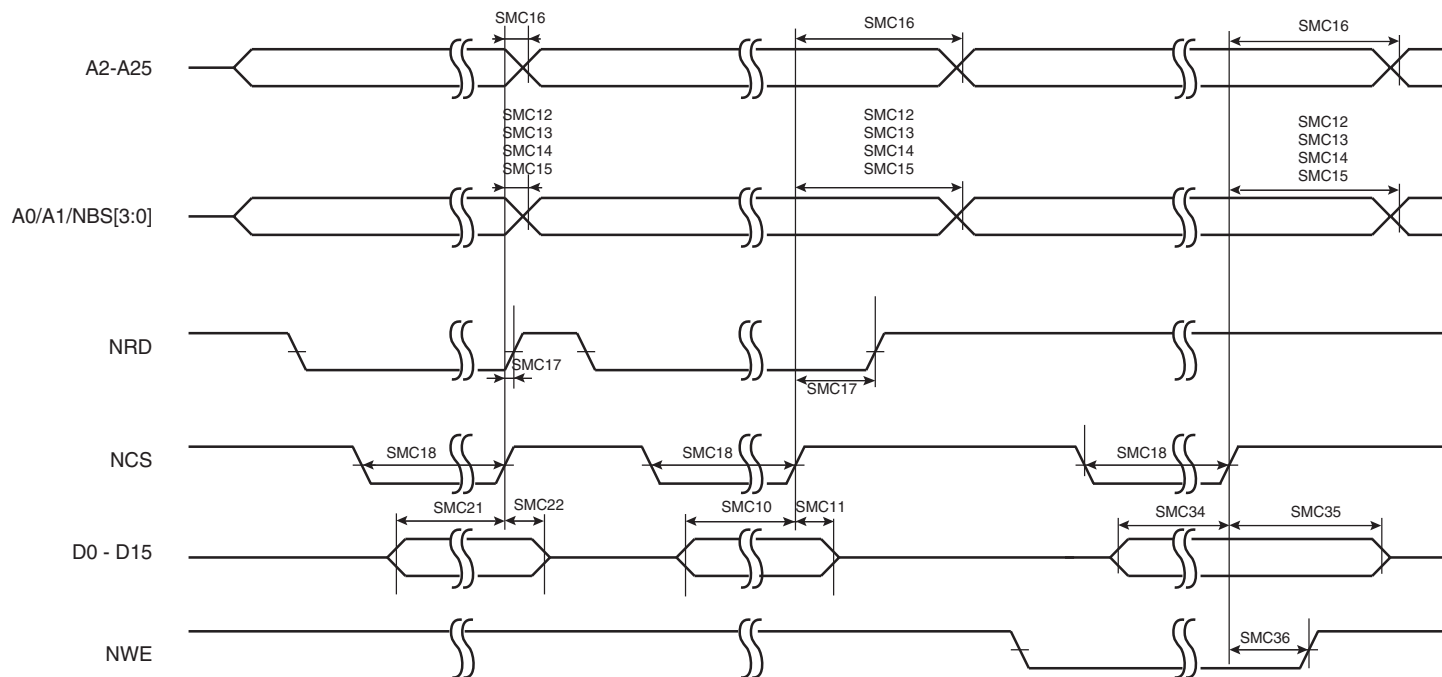 SMC16
SMC16
SMC16
A2-A25
SMC12
SMC13
SMC14
SMC15
SMC12
SMC13
SMC14
SMC15
SMC12
SMC13
SMC14
SMC15
A0/A1/NBS[3:0]
NRD
SMC17
SMC17
NCS
SMC18
SMC18
SMC18
SMC21
SMC22
SMC10
SMC11
SMC34
SMC35
D0 - D15
NWE
SMC36